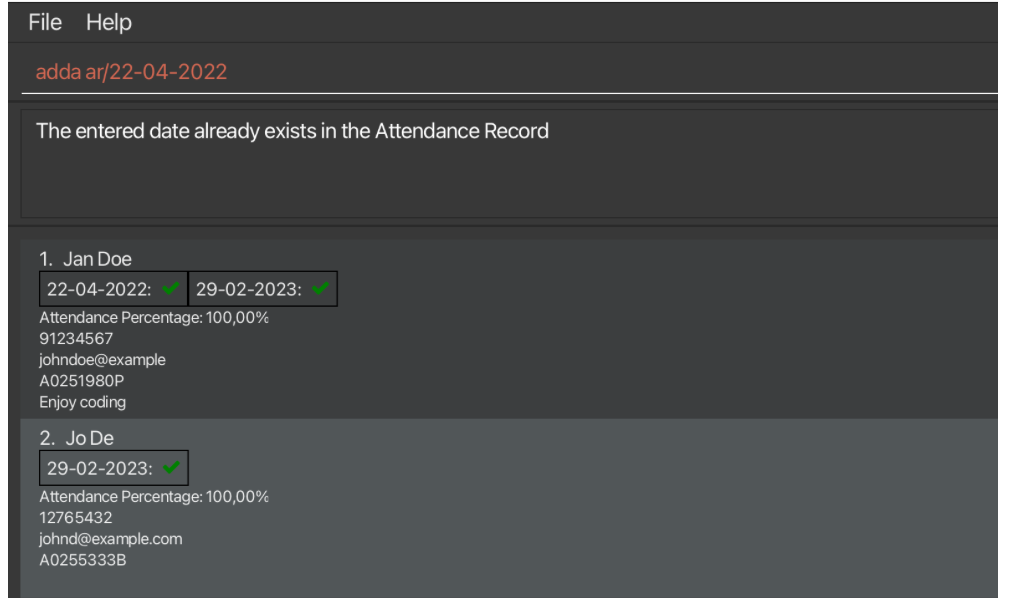 File Help
adda ar/22-04-2022
The entered date already exists in the Attendance Record
1. Jan Doe
22-04-2022: ✔ 29-02-2023: ✔
Attendance Percentage: 100,00%
91234567
johndoe@example
A0251980P
Enjoy coding
2. Jo De
29-02-2023: ✔
Attendance Percentage: 100,00%
12765432
johnd@example.com
A0255333B